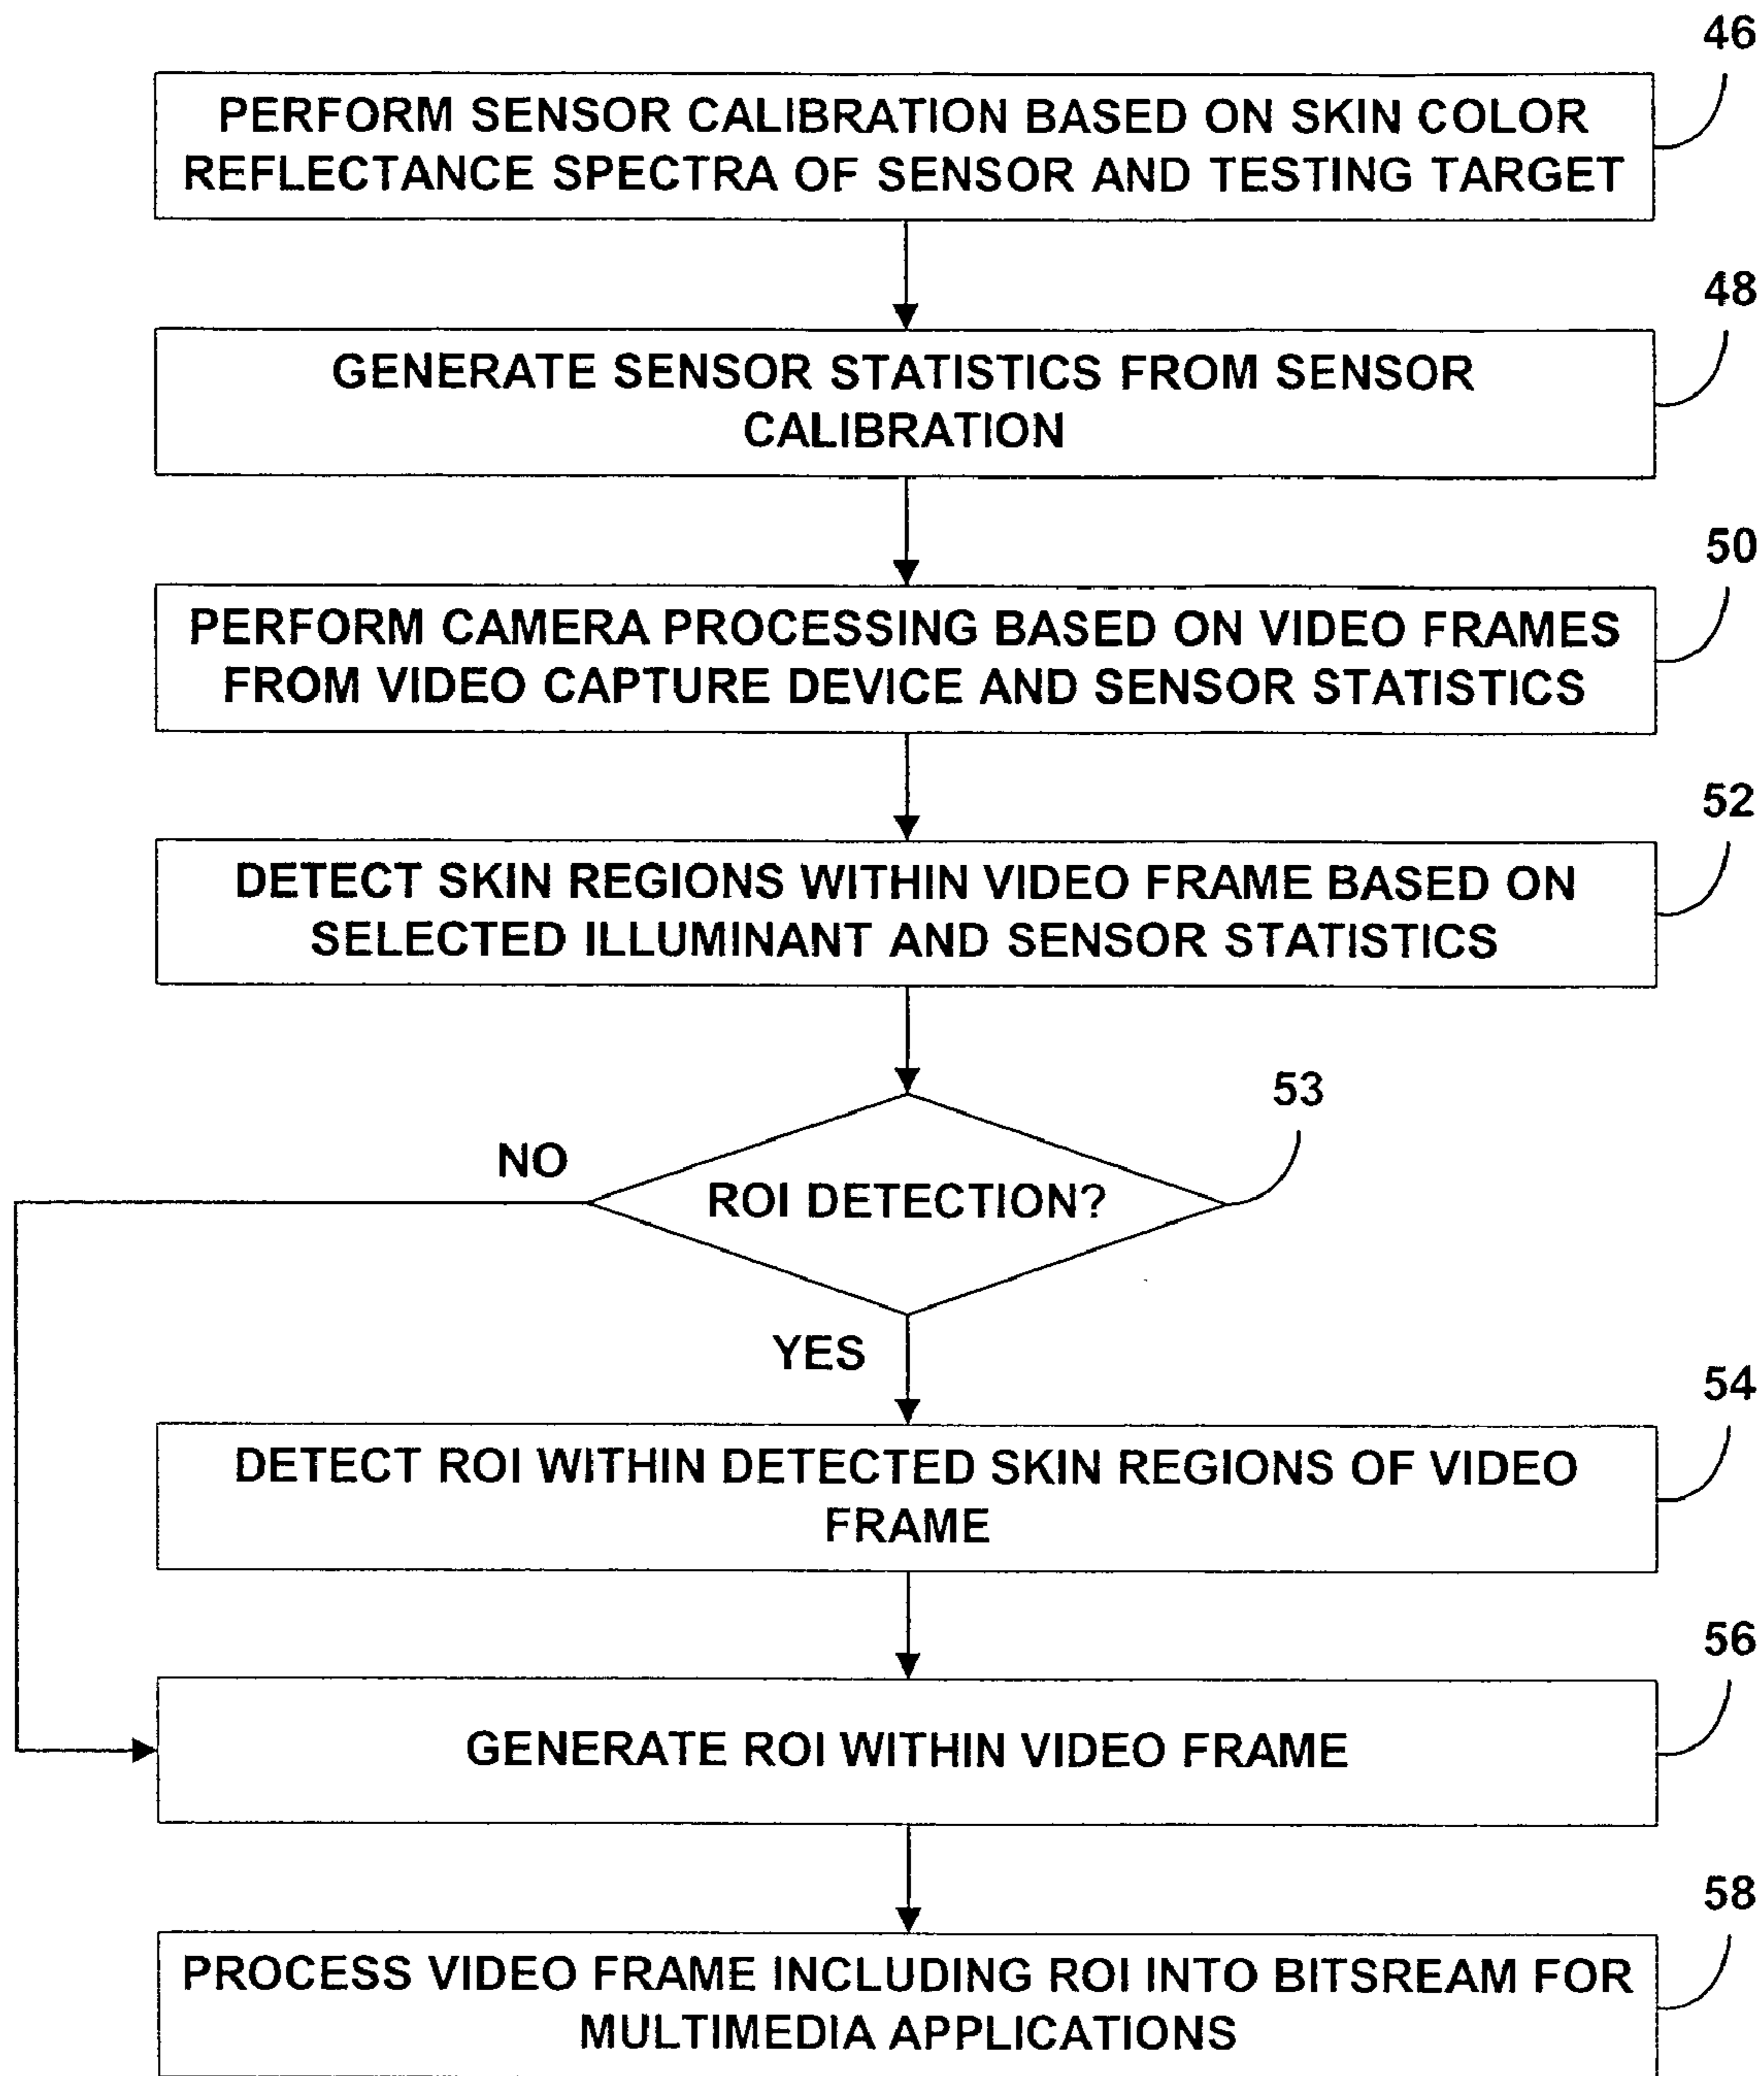 46
PERFORM SENSOR CALIBRATION BASED ON SKIN COLOR
REFLECTANCE SPECTRA OF SENSOR AND TESTING TARGET
48
GENERATE SENSOR STATISTICS FROM SENSOR
CALIBRATION
50
PERFORM CAMERA PROCESSING BASED ON VIDEO FRAMES
FROM VIDEO CAPTURE DEVICE AND SENSOR STATISTICS
52
DETECT SKIN REGIONS WITHIN VIDEO FRAME BASED ON
SELECTED ILLUMINANT AND SENSOR STATISTICS
53
NO
ROI DETECTION?
YES
54
DETECT ROI WITHIN DETECTED SKIN REGIONS OF VIDEO
FRAME
56
GENERATE ROI WITHIN VIDEO FRAME
58
PROCESS VIDEO FRAME INCLUDING ROI INTO BITSREAM FOR
MULTIMEDIA APPLICATIONS